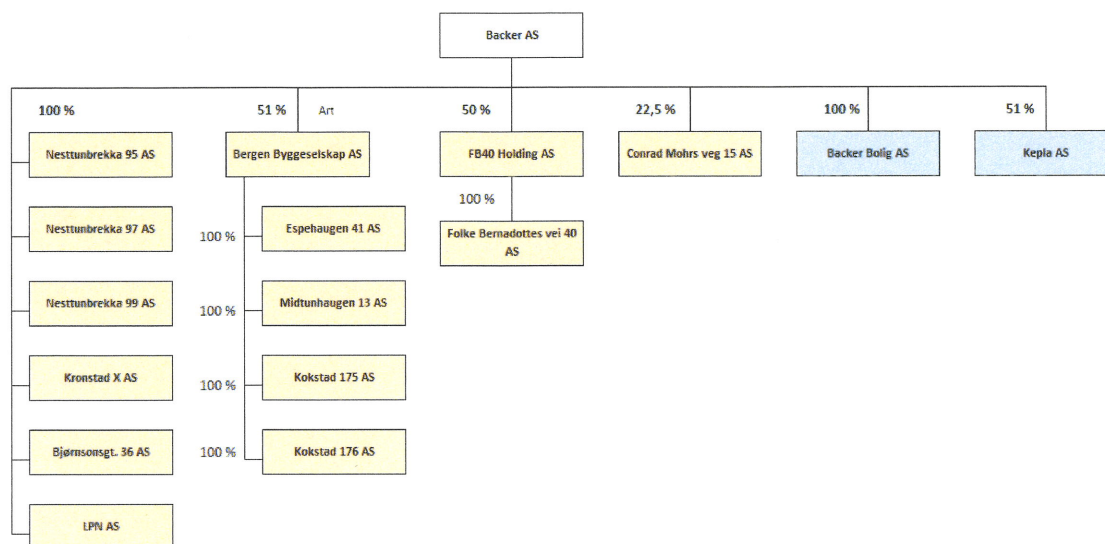 Backer AS
100 %
51 %
Art
50 %
22,5 %
100 %
51 %
Nesttunbrekka 95 AS
Bergen Byggeselskap AS
FB40 Holding AS
Conrad Mohrs veg 15 AS
Backer Bolig AS
Kepla AS
100 %
Nesttunbrekka 97 AS
100 %
Espehaugen 41 AS
Folke Bernadottes vei 40
AS
Nesttunbrekka 99 AS
100 %
Midtunhaugen 13 AS
Kronstad X AS
100 %
Kokstad 175 AS
Bjørnsonsgt. 36 AS
100 %
Kokstad 176 AS
LPN AS